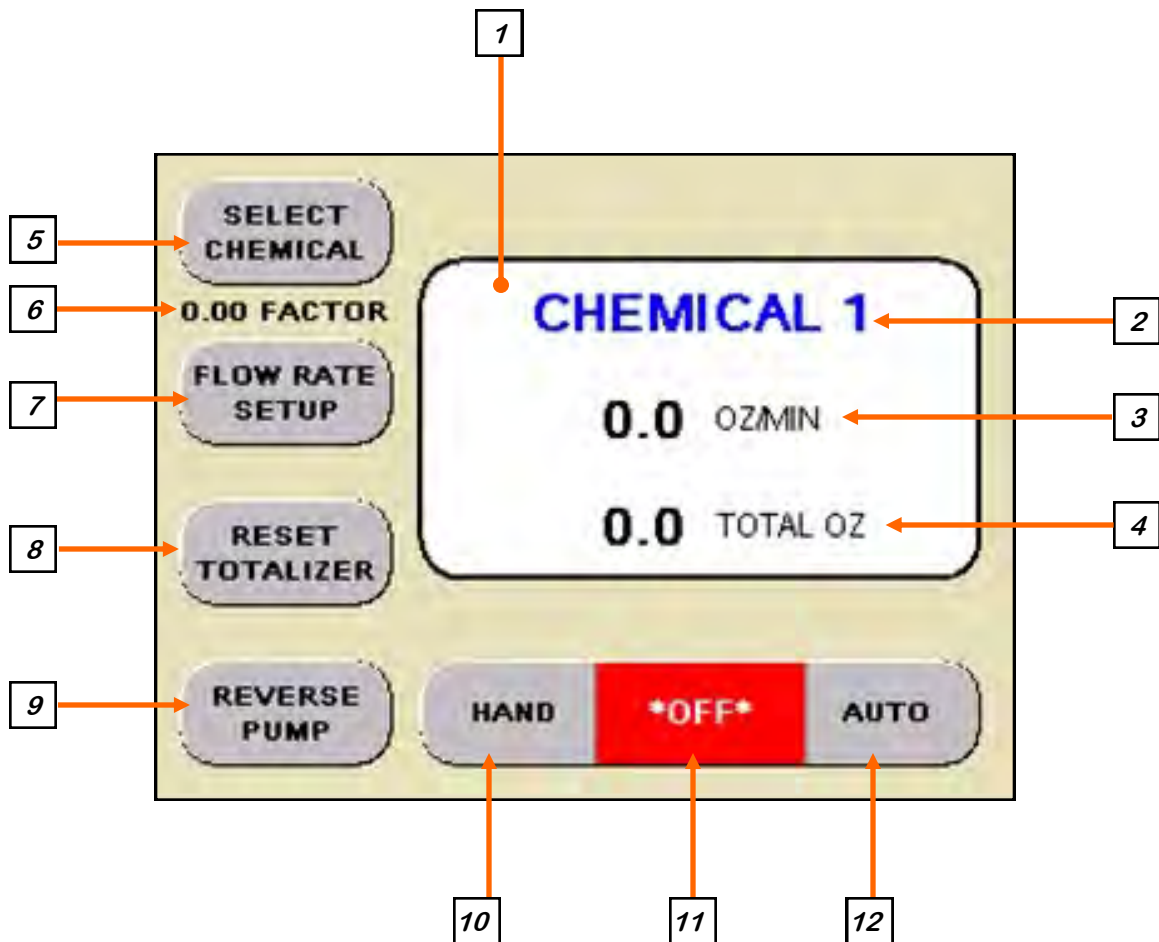 1
SELECT
CHEMICAL
5
6
0.00 FACTOR
CHEMICAL 1
2
FLOW RATE
SETUP
7
0.0 OZ/MIN
3
RESET
TOTALIZER
8
0.0 TOTAL OZ
4
REVERSE
PUMP
9
HAND
*OFF*
AUTO
10
11
12